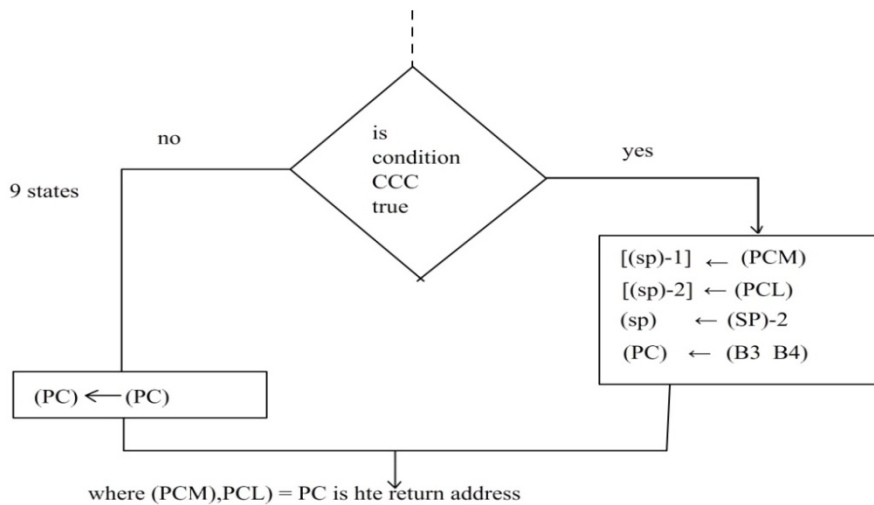 is
condition
CCC
true
no
yes
9 states
[(sp)-1] ← (PCM)
[(sp)-2] ← (PCL)
(sp) ← (SP)-2
(PC) ← (B3 B4)
(PC) ← (PC)
where (PCM),PCL) = PC is hte return address